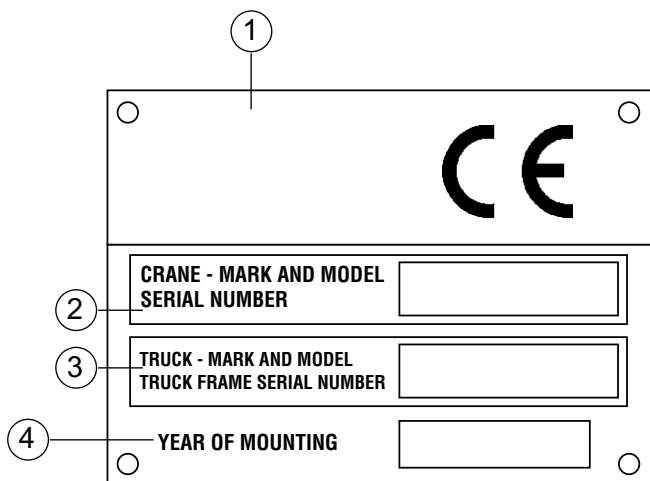 1
CE
CRANE - MARK AND MODEL
SERIAL NUMBER
2
TRUCK - MARK AND MODEL
TRUCK FRAME SERIAL NUMBER
3
4
YEAR OF MOUNTING